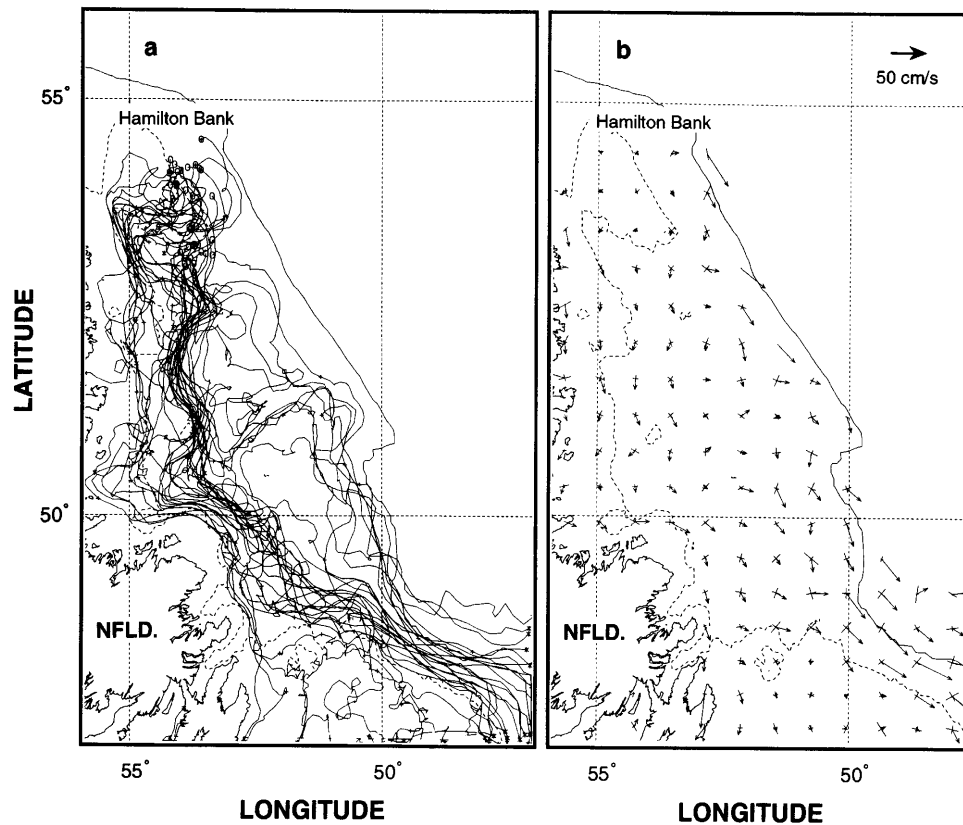 a
b
50 cm/s
55°
Hamilton Bank
Hamilton Bank
LATITUDE
50°
NFLD.
NFLD.
55°
50°
55°
50°
LONGITUDE
LONGITUDE